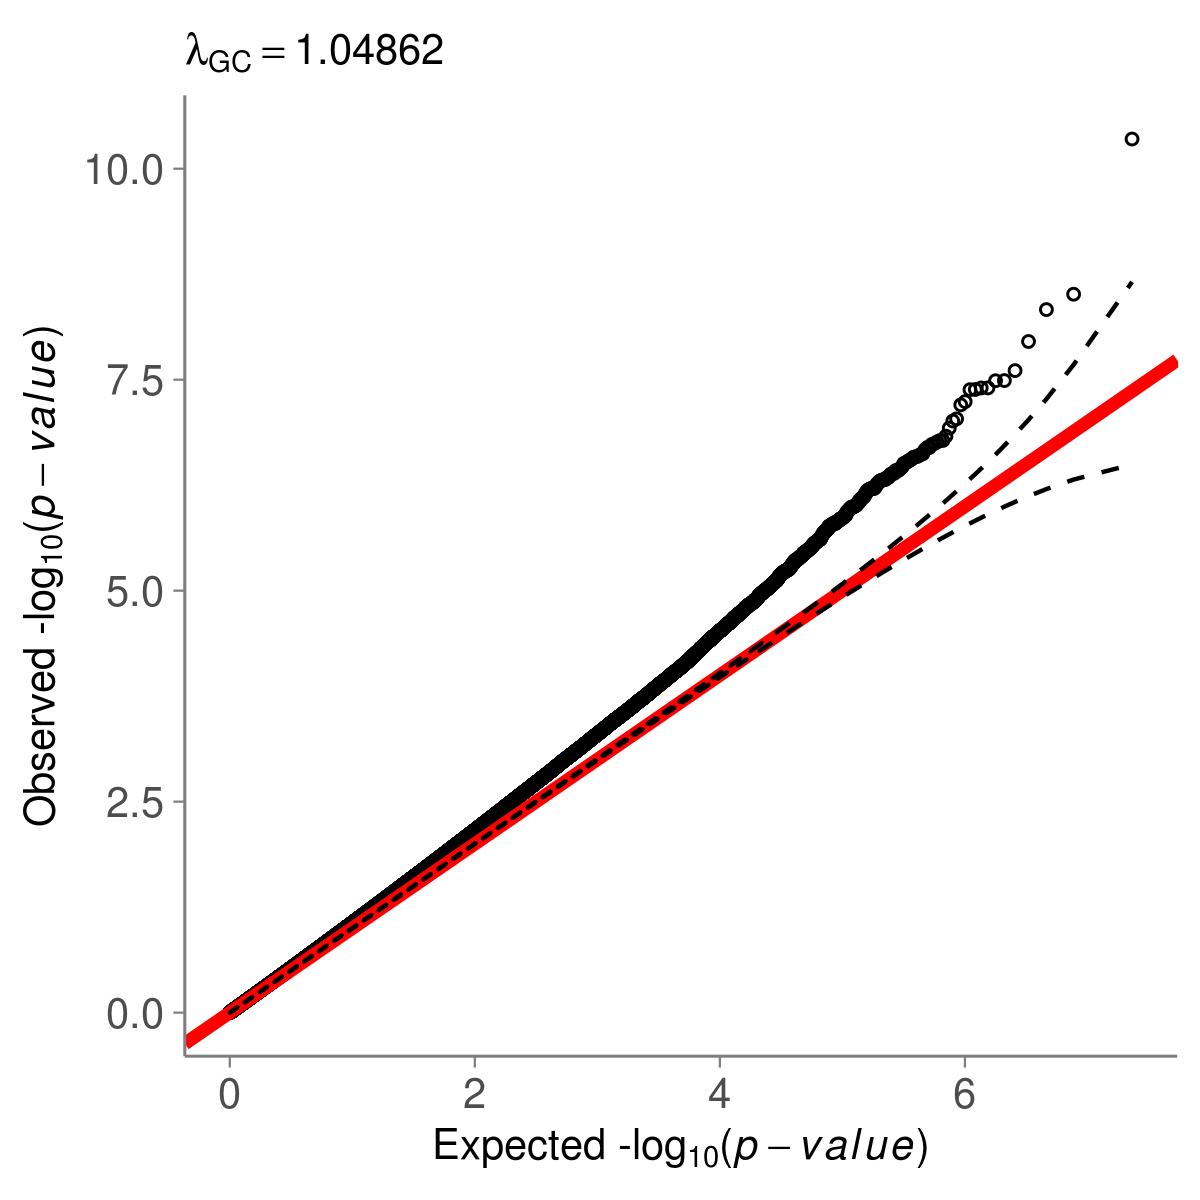 λGC = 1.04862
10.0
7.5
5.0
2.5
0.0
Observed -log10(p − value)
0 2 4 6
Expected -log10(p − value)